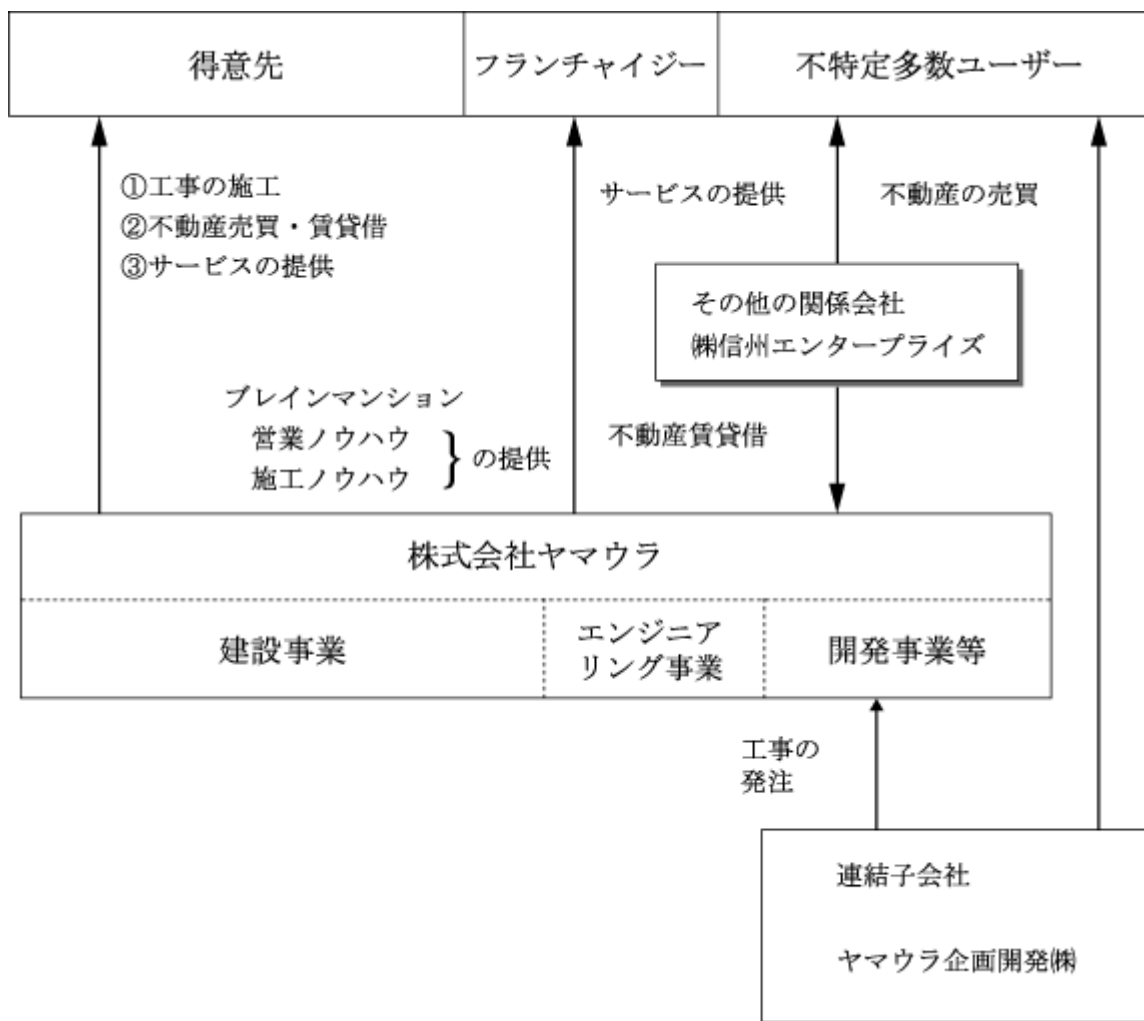 得意先
フランチャイジー
不特定多数ユーザー
①工事の施工
②不動産売買・賃貸借
③サービスの提供
サービスの提供
不動産の売買
その他の関係会社
㈱信州エンタープライズ
ブレインマンション
営業ノウハウ
施工ノウハウ
}の提供
不動産賃貸借
株式会社ヤマウラ
建設事業
エンジニア
リング事業
開発事業等
工事の
発注
連結子会社
ヤマウラ企画開発㈱